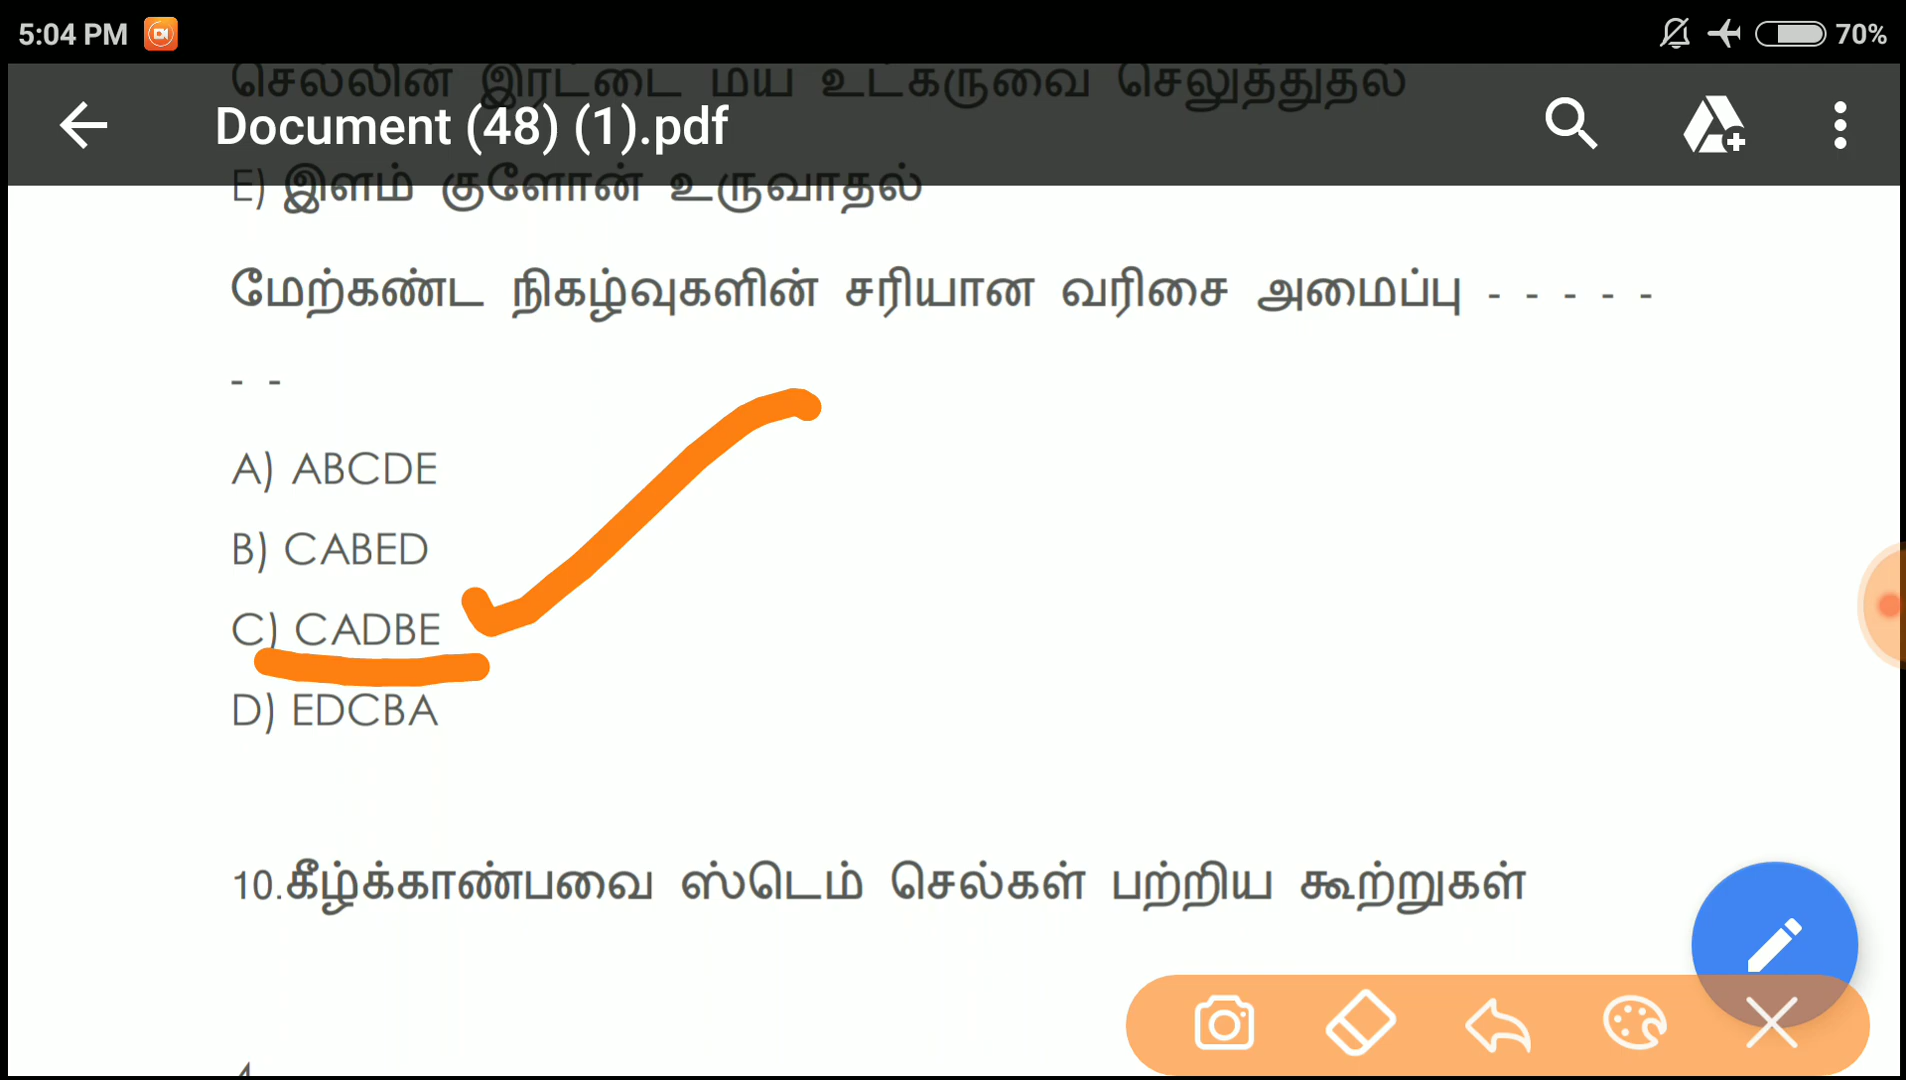 5:04 PM
70%
செல்லின் இரட்டை மய உட்கருவை செலுத்துதல்
Document (48) (1).pdf
E) இளம் குளோன் உருவாதல்
மேற்கண்ட நிகழ்வுகளின் சரியான வரிசை அமைப்பு - - - - -
- -
A) ABCDE
B) CABED
C) CADBE
D) EDCBA
10.கீழ்க்காண்பவை ஸ்டெம் செல்கள் பற்றிய கூற்றுகள்